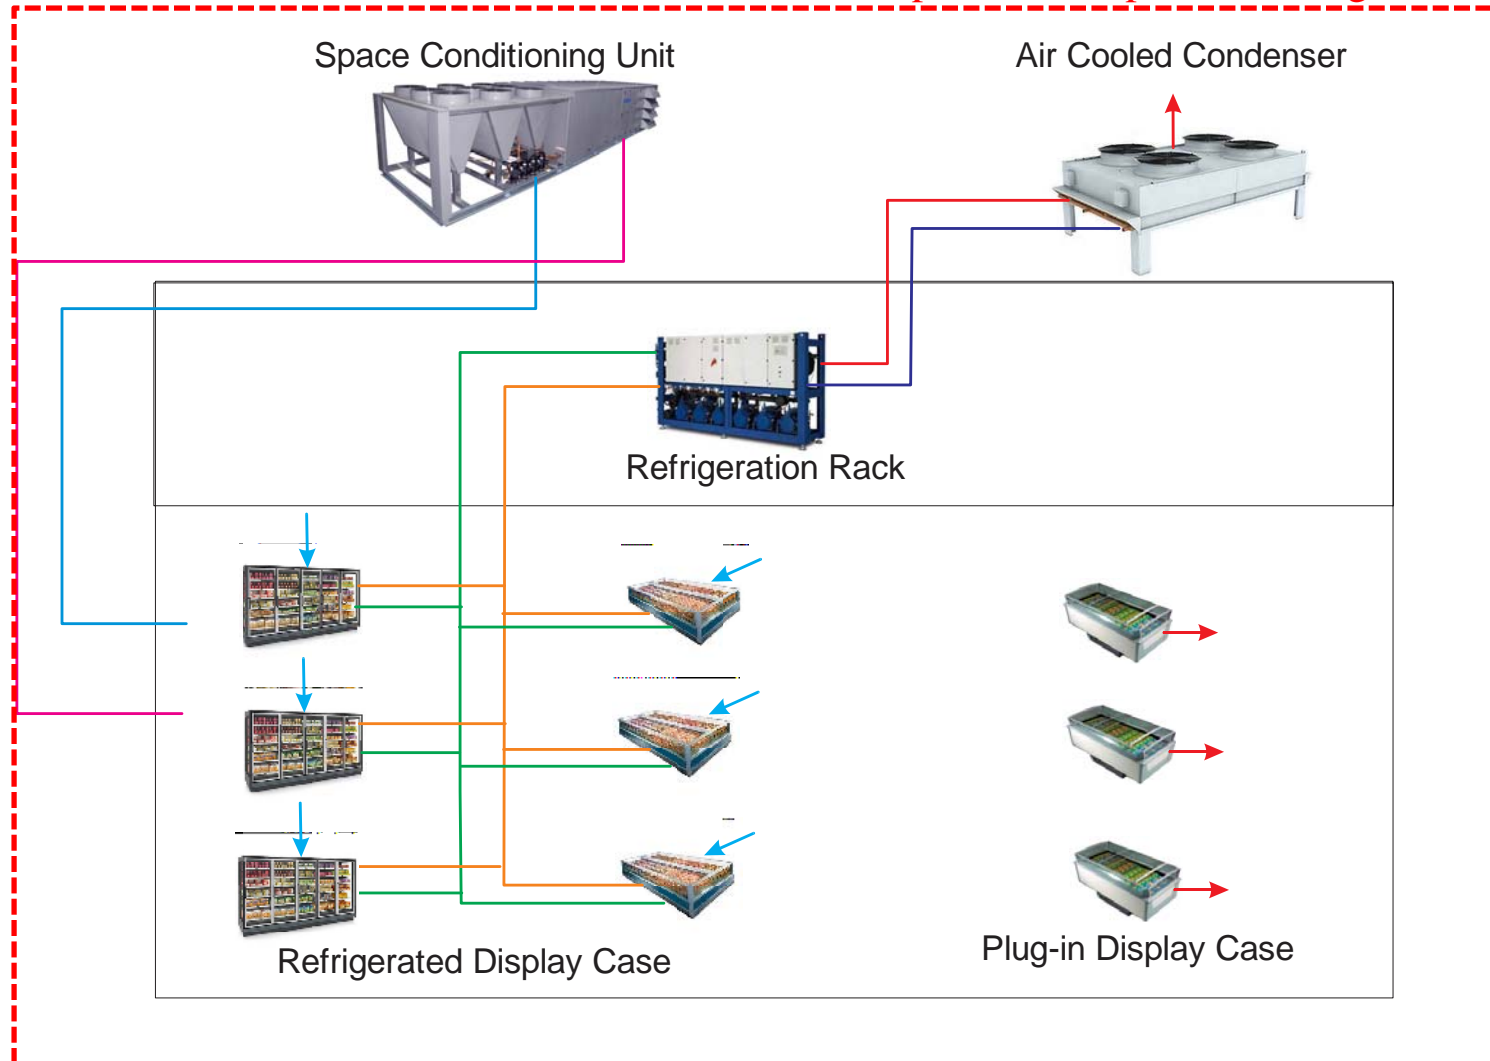 Space Conditioning Unit
Air Cooled Condenser
Refrigeration Rack
Refrigerated Display Case
Plug-in Display Case